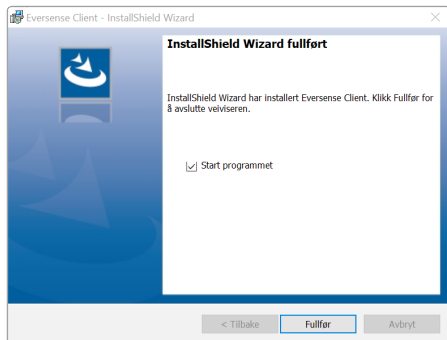 Eversense Client - InstallShield Wizard
InstallShield Wizard fullført
InstallShield Wizard har installert Eversense Client. Klikk Fullfør for
å avslutte veiviseren.
Start programmet
< Tilbake
Fullfør
Avbryt